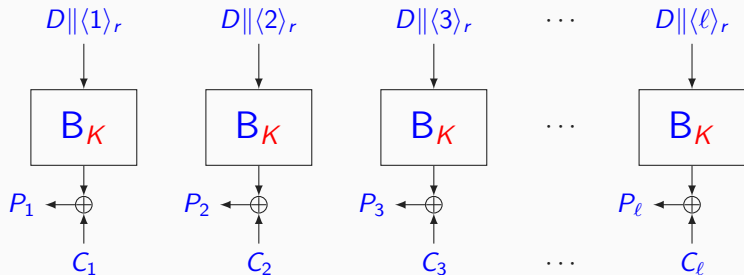 D‖⟨1⟩_r D‖⟨2⟩_r D‖⟨3⟩_r ··· D‖⟨ℓ⟩_r
B_K B_K B_K ··· B_K
P_1 P_2 P_3 P_ℓ
C_1 C_2 C_3 ··· C_ℓ